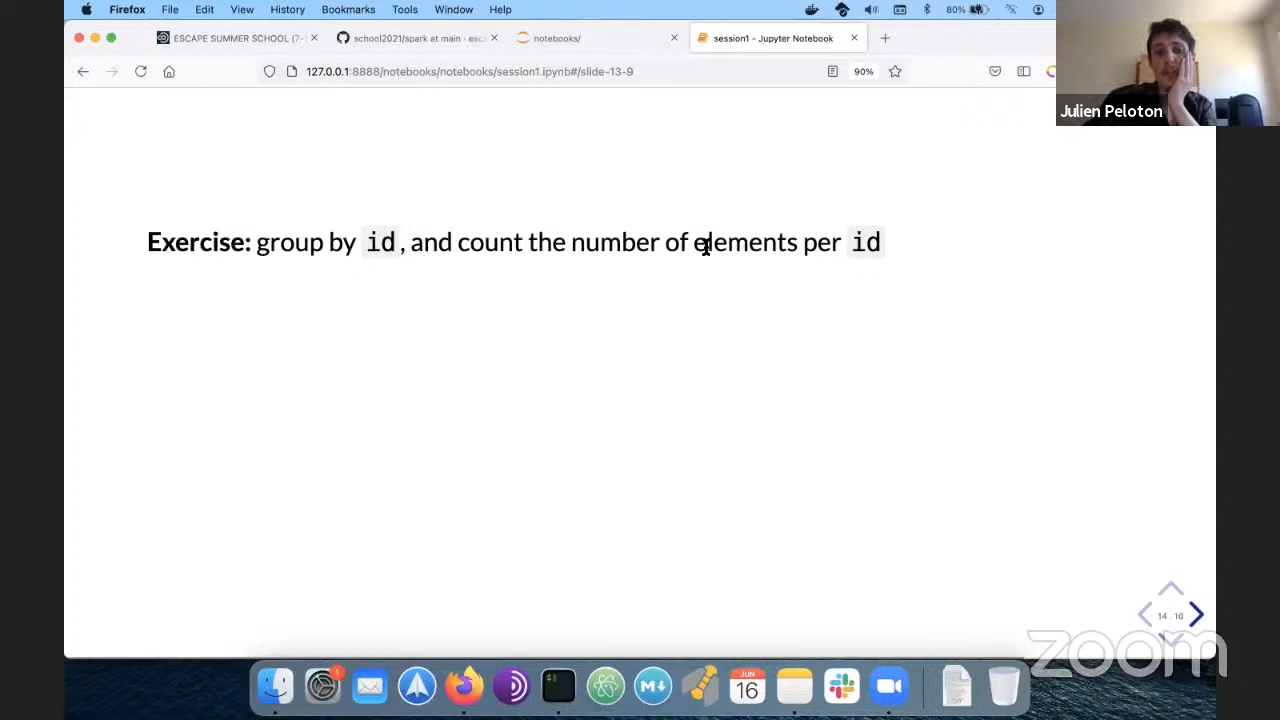 Firefox File Edit View History Bookmarks Tools Window Help 80%
ESCAPE SUMMER SCHOOL (7- school2021/spark at main · esc notebooks/ session1 - Jupyter Notebook
127.0.0.1:8888/notebooks/notebooks/session1.ipynb#/slide-13-9 90%
Julien Peloton
Exercise: group by id, and count the number of elements per id
14 . 10
zoom
1
$
M
JUN
16